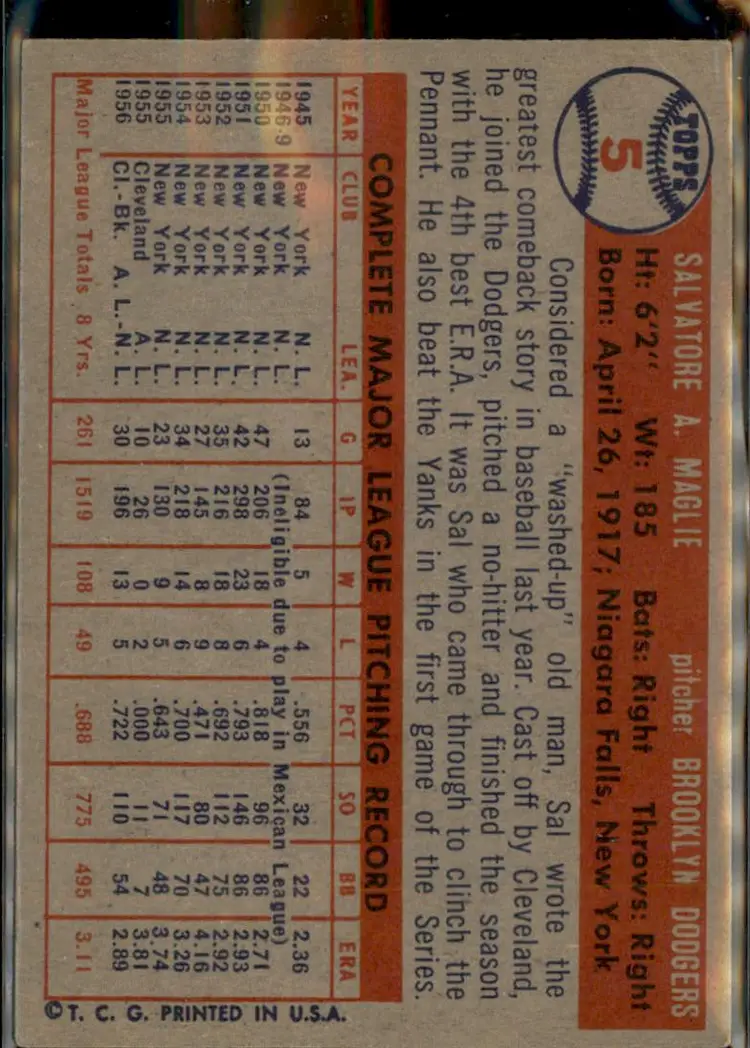 TOPPS
5
SALVATORE A. MAGLIE pitcher BROOKLYN DODGERS
Ht: 6'2" Wt: 185 Bats: Right Throws: Right
Born: April 26, 1917; Niagara Falls, New York
Considered a "washed-up" old man, Sal wrote the
greatest comeback story in baseball last year. Cast off by Cleveland,
he joined the Dodgers, pitched a no-hitter and finished the season
with the 4th best E.R.A. It was Sal who came through to clinch the
Pennant. He also beat the Yanks in the first game of the Series.
COMPLETE MAJOR LEAGUE PITCHING RECORD
YEAR CLUB LEA. G IP W L PCT SO BB ERA
1945 New York N. L. 13 84 5 4 .556 32 22 2.36
1946-9 New York N. L. (Ineligible due to play in Mexican League)
1950 New York N. L. 47 206 18 4 .818 96 86 2.71
1951 New York N. L. 42 298 23 6 .793 146 86 2.93
1952 New York N. L. 35 216 18 8 .692 112 75 2.92
1953 New York N. L. 27 145 8 9 .471 80 47 4.16
1954 New York N. L. 34 218 14 6 .700 117 70 3.26
1955 New York N. L. 23 130 9 5 .643 71 48 3.74
1955 Cleveland A. L. 10 26 0 2 .000 11 7 3.81
1956 Cl.-Bk. A. L.-N. L. 30 196 13 5 .722 110 54 2.89
Major League Totals 8 Yrs. 261 1519 108 49 .688 775 495 3.11
© T. C. G. PRINTED IN U.S.A.